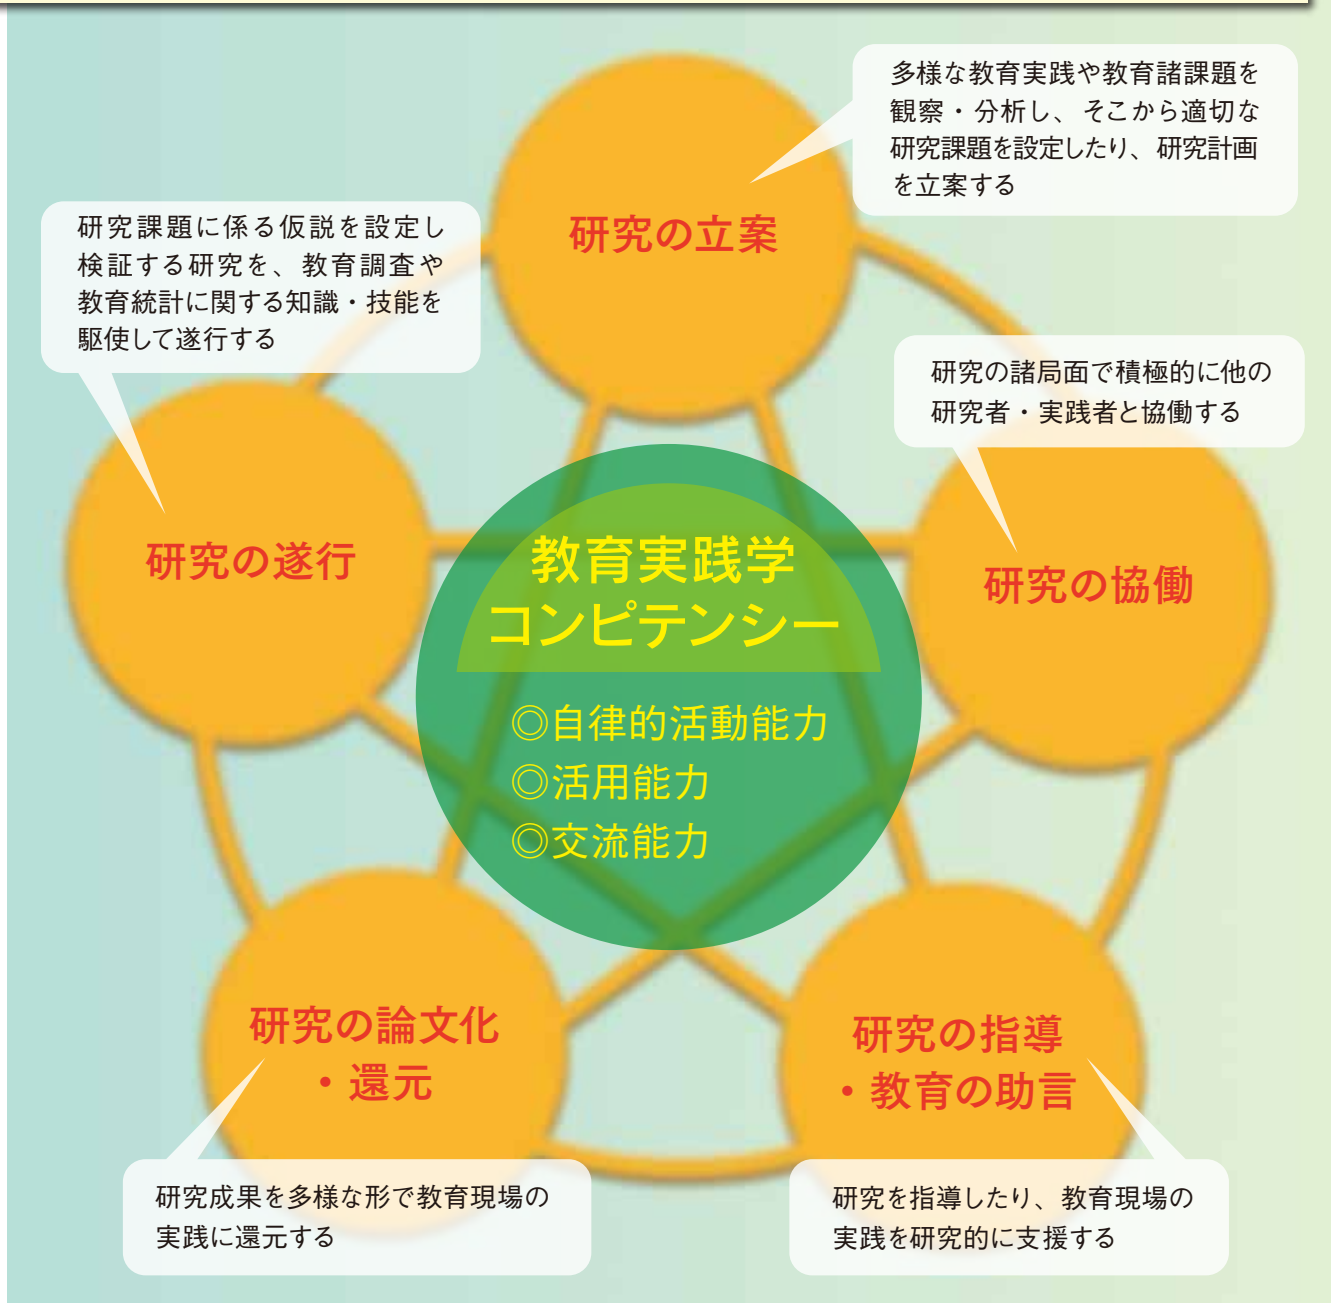 多様な教育実践や教育諸課題を
観察・分析し、そこから適切な
研究課題を設定したり、研究計画
を立案する
研究の立案
研究課題に係る仮説を設定し
検証する研究を、教育調査や
教育統計に関する知識・技能を
駆使して遂行する
研究の諸局面で積極的に他の
研究者・実践者と協働する
研究の遂行
研究の協働
教育実践学
コンピテンシー
◎自律的活動能力
◎活用能力
◎交流能力
研究の論文化
・還元
研究の指導
・教育の助言
研究成果を多様な形で教育現場の
実践に還元する
研究を指導したり、教育現場の
実践を研究的に支援する